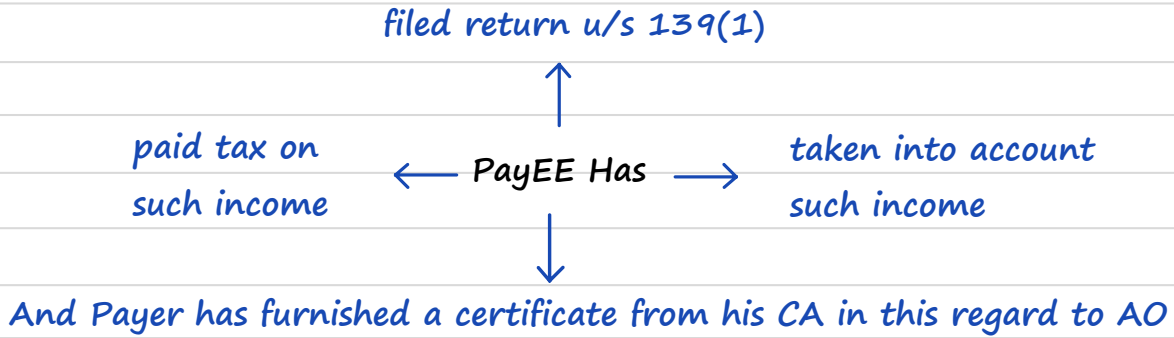 filed return u/s 139(1)
paid tax on
such income
PayEE Has
taken into account
such income
And Payer has furnished a certificate from his CA in this regard to AO